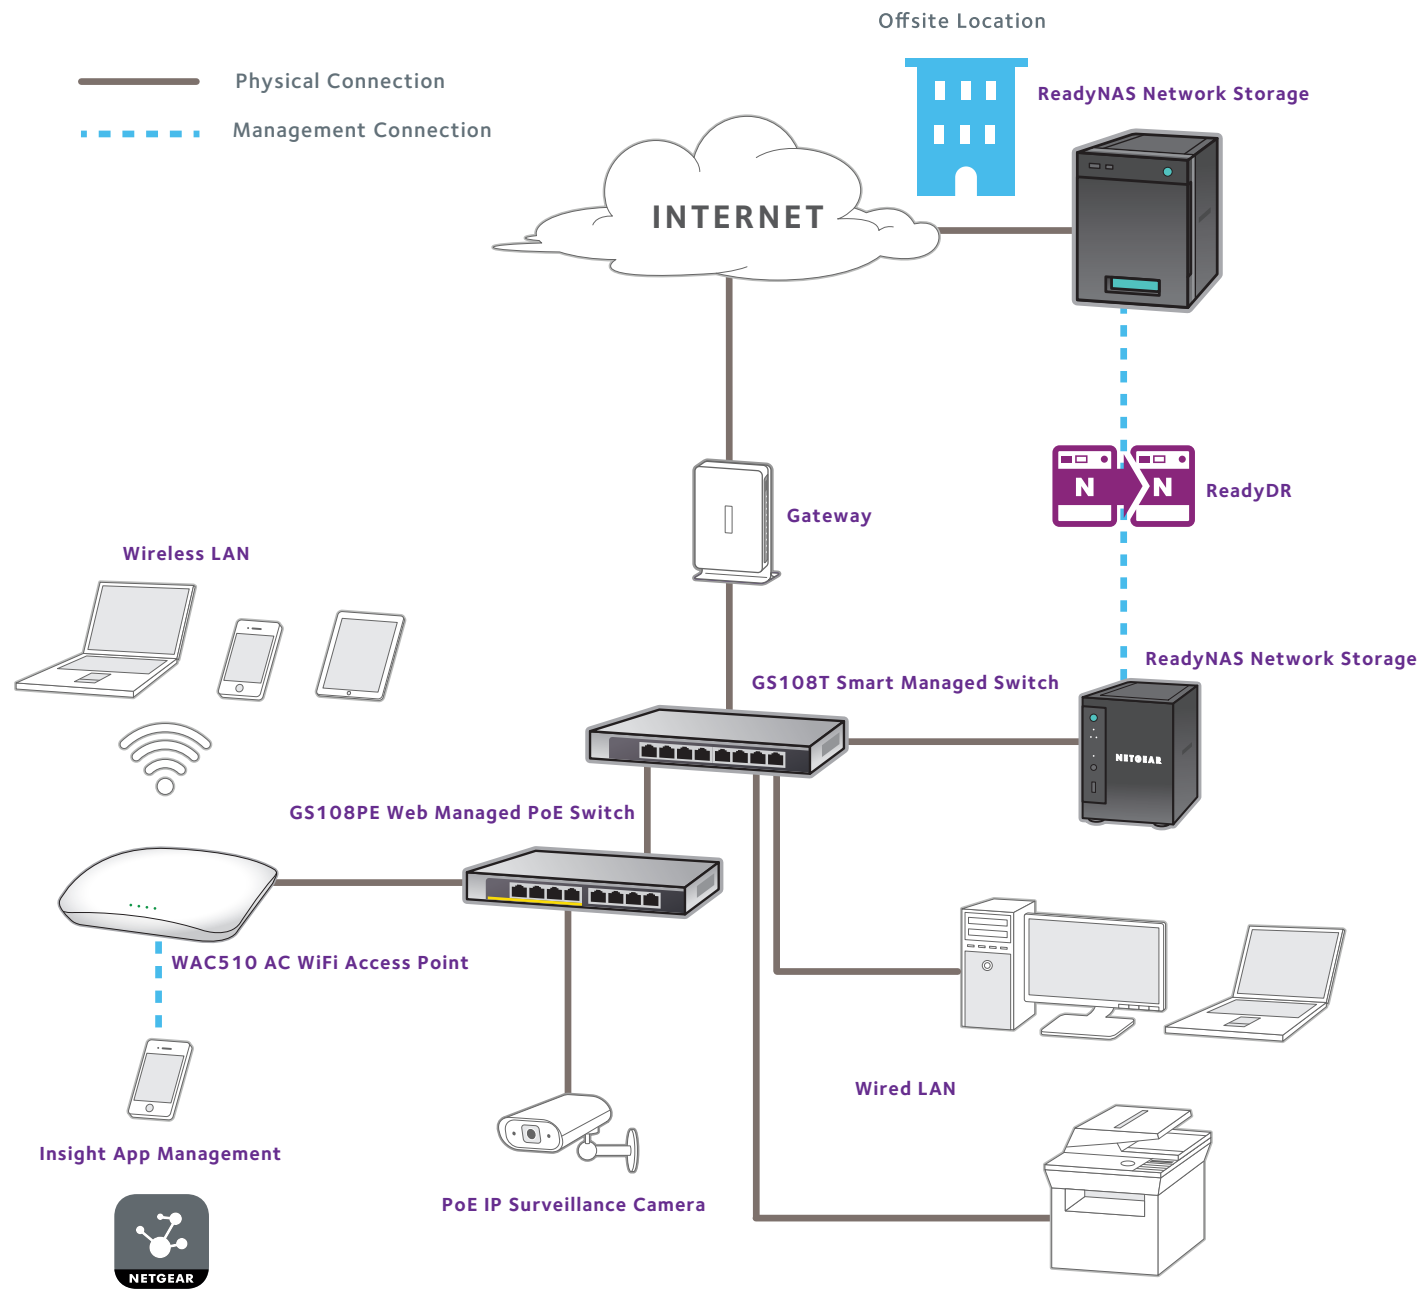 Offsite Location
Physical Connection
ReadyNAS Network Storage
Management Connection
INTERNET
ReadyDR
N
N
Gateway
Wireless LAN
ReadyNAS Network Storage
GS108T Smart Managed Switch
NETGEAR
GS108PE Web Managed PoE Switch
WAC510 AC WiFi Access Point
Wired LAN
Insight App Management
PoE IP Surveillance Camera
NETGEAR